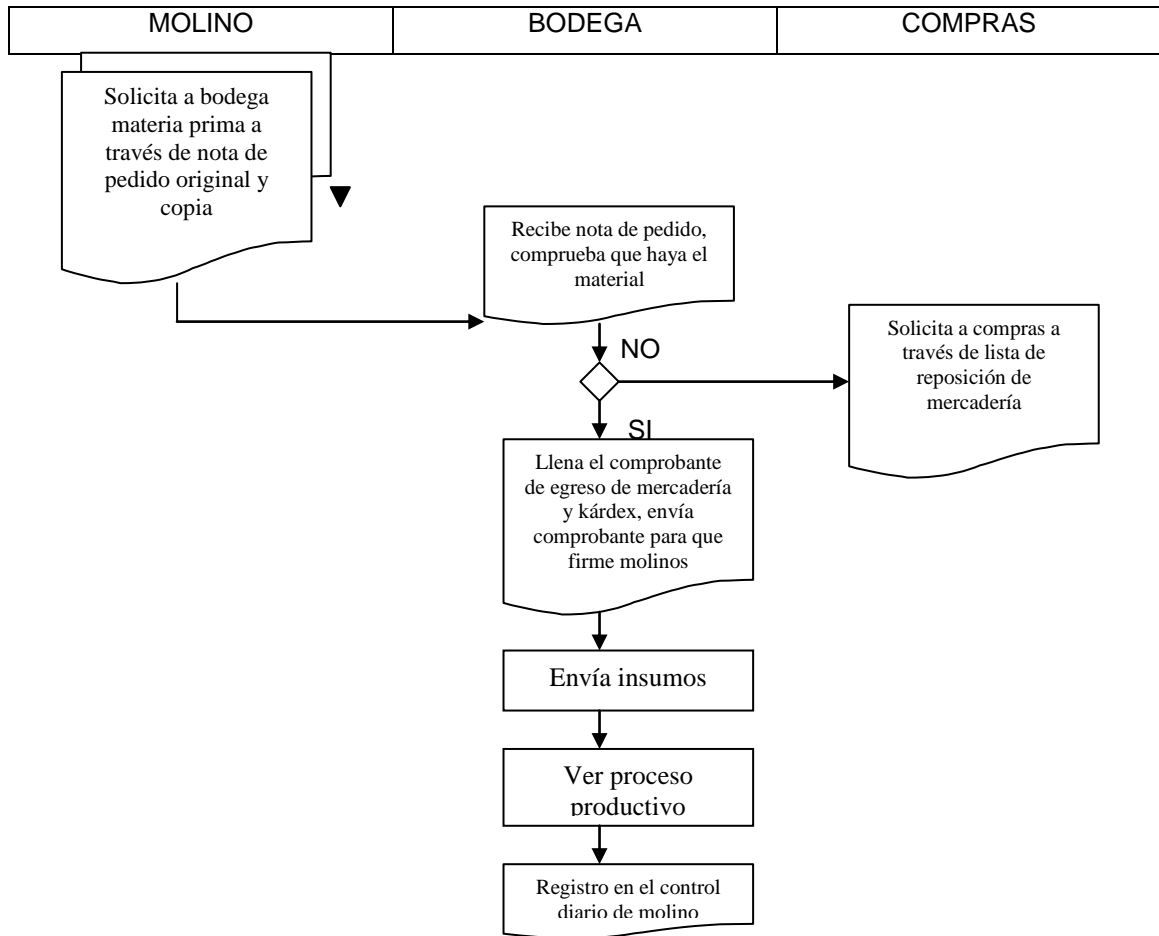 MOLINO
BODEGA
COMPRAS
Solicita a bodega
materia prima a
través de nota de
pedido original y
copia
Recibe nota de pedido,
comprueba que haya el
material
NO
Solicita a compras a
través de lista de
reposición de
mercadería
SI
Llena el comprobante
de egreso de mercadería
y kárdex, envía
comprobante para que
firme molinos
Envía insumos
Ver proceso
productivo
Registro en el control
diario de molino